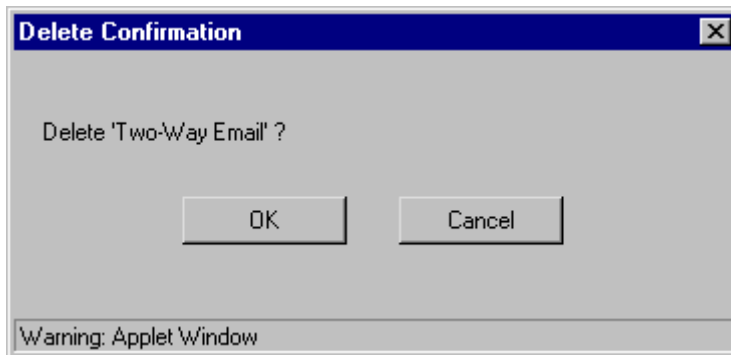 Delete Confirmation
Delete 'Two-Way Email' ?
OK Cancel
Warning: Applet Window